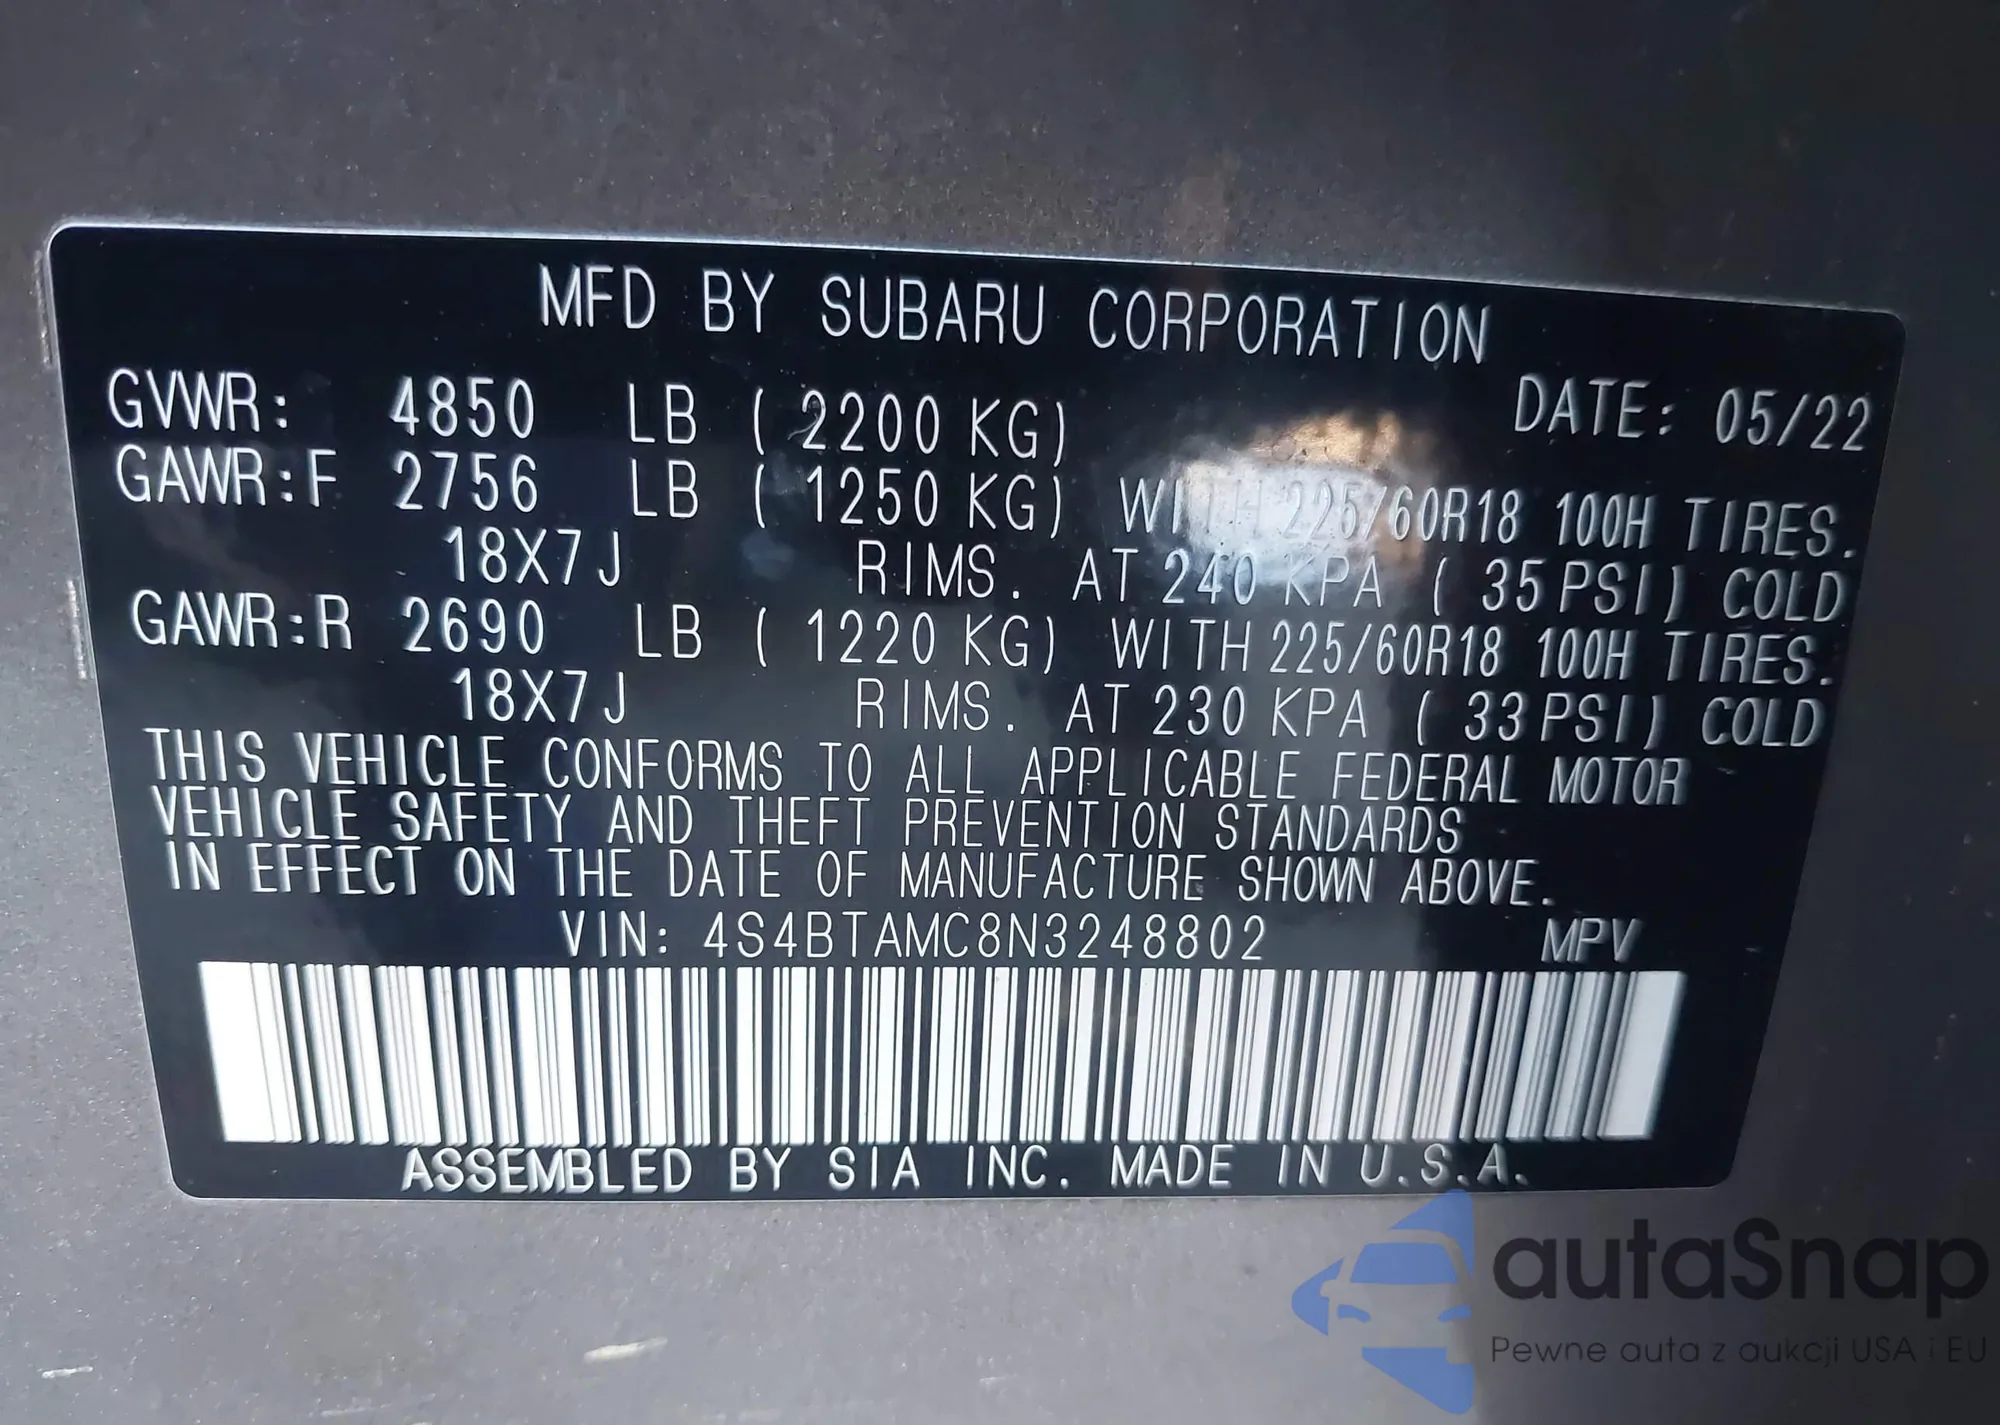 MFD BY SUBARU CORPORATION
GVWR: 4850 LB ( 2200 KG) DATE: 05/22
GAWR:F 2756 LB ( 1250 KG) WITH 225/60R18 100H TIRES.
18X7J RIMS. AT 240 KPA ( 35 PSI) COLD
GAWR:R 2690 LB ( 1220 KG) WITH 225/60R18 100H TIRES.
18X7J RIMS. AT 230 KPA ( 33 PSI) COLD
THIS VEHICLE CONFORMS TO ALL APPLICABLE FEDERAL MOTOR
VEHICLE SAFETY AND THEFT PREVENTION STANDARDS
IN EFFECT ON THE DATE OF MANUFACTURE SHOWN ABOVE.
VIN: 4S4BTAMC8N3248802 MPV
ASSEMBLED BY SIA INC. MADE IN U.S.A.
autaSnap
Pewne auta z aukcji USA i EU